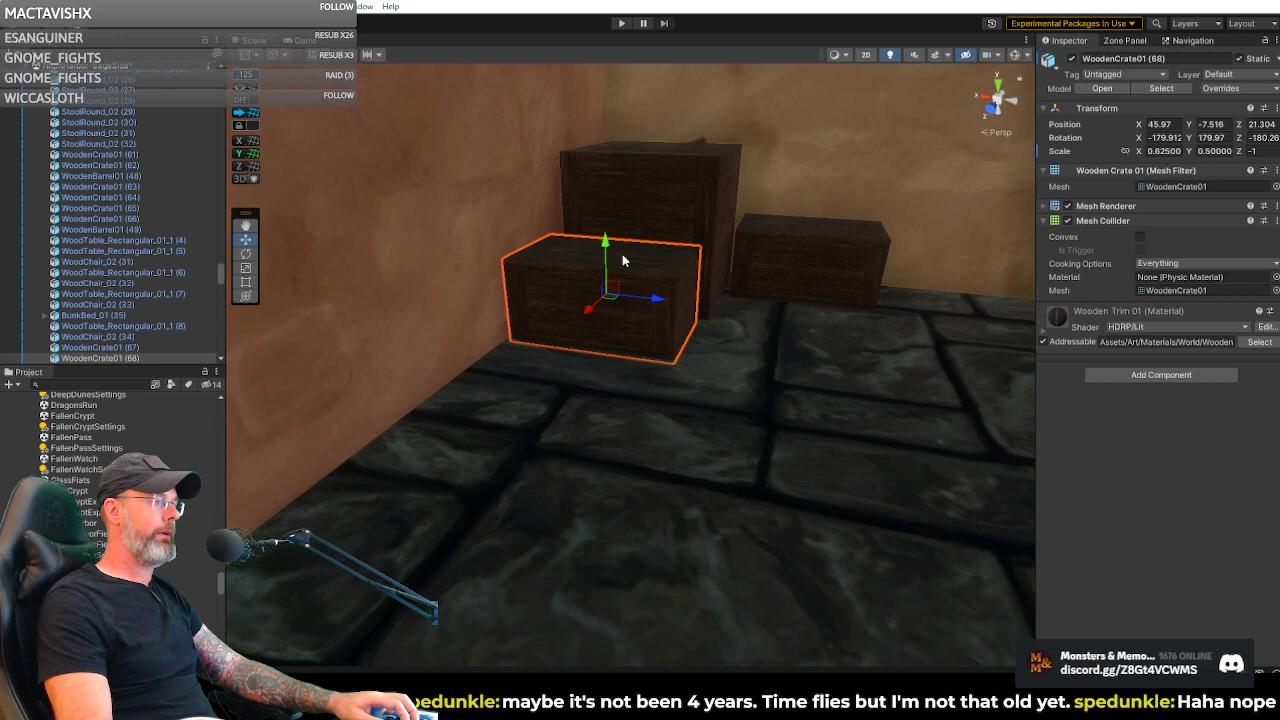 MACTAVISHX
FOLLOW
ESANGUINER
RESUB X26
GNOME_FIGHTS
RESUB X3
GNOME_FIGHTS
RAID (3)
WICCASLOTH
FOLLOW
Help
Experimental Packages In Use
Layers
Layout
Scene
2D
125
OFF
X
Y
Z
3D
y
x
z
Persp
StoolRound_02 (29)
StoolRound_02 (30)
StoolRound_02 (31)
StoolRound_02 (32)
WoodenCrate01 (61)
WoodenCrate01 (62)
WoodenBarrel01 (48)
WoodenCrate01 (63)
WoodenCrate01 (64)
WoodenCrate01 (65)
WoodenCrate01 (66)
WoodenBarrel01 (49)
WoodTable_Rectangular_01_1 (4)
WoodTable_Rectangular_01_1 (5)
WoodChair_02 (31)
WoodTable_Rectangular_01_1 (6)
WoodChair_02 (32)
WoodTable_Rectangular_01_1 (7)
WoodChair_02 (33)
BunkBed_01 (35)
WoodTable_Rectangular_01_1 (8)
WoodChair_02 (34)
WoodenCrate01 (67)
WoodenCrate01 (68)
Project
14
DeepDunesSettings
DragonsRun
FallenCrypt
FallenCryptSettings
FallenPass
FallenPassSettings
FallenWatch
Inspector
Zone Panel
Navigation
WoodenCrate01 (68)
Static
Tag Untagged Layer Default
Model Open Select Overrides
Transform
Position X 45.97 Y -7.516 Z 21.304
Rotation X -179.912 Y 179.97 Z -180.26
Scale X 0.62500 Y 0.50000 Z -1
Wooden Crate 01 (Mesh Filter)
Mesh WoodenCrate01
Mesh Renderer
Mesh Collider
Convex
Is Trigger
Cooking Options Everything
Material None (Physic Material)
Mesh WoodenCrate01
Wooden Trim 01 (Material)
Shader HDRP/Lit Edit...
Addressable Assets/Art/Materials/World/Wooden Select
Add Component
Monsters & Memo... 1676 ONLINE
discord.gg/Z8Gt4VCWMS
pedunkle: maybe it's not been 4 years. Time flies but I'm not that old yet. spedunkle: Haha nope